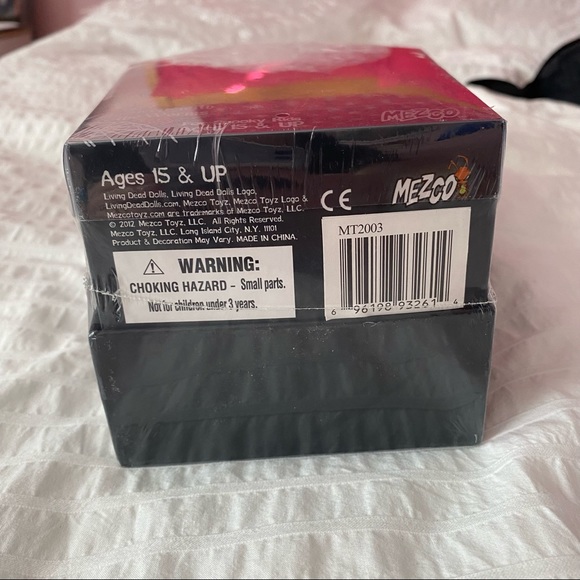 MEZCO
15 & UP
Ages 15 & UP
Living Dead Dolls, Living Dead Dolls Logo,
LivingDeadDolls.com, Mezco Toyz, Mezco Toyz Logo &
Mezcotoyz.com are trademarks of Mezco Toyz, LLC.
© 2012 Mezco Toyz, LLC. All Rights Reserved.
Mezco Toyz, LLC. Long Island City, N.Y. 11101
Product & Decoration May Vary. MADE IN CHINA.
CE
MEZCO
MT2003
6 96198 93261 4
WARNING:
CHOKING HAZARD - Small parts.
Not for children under 3 years.